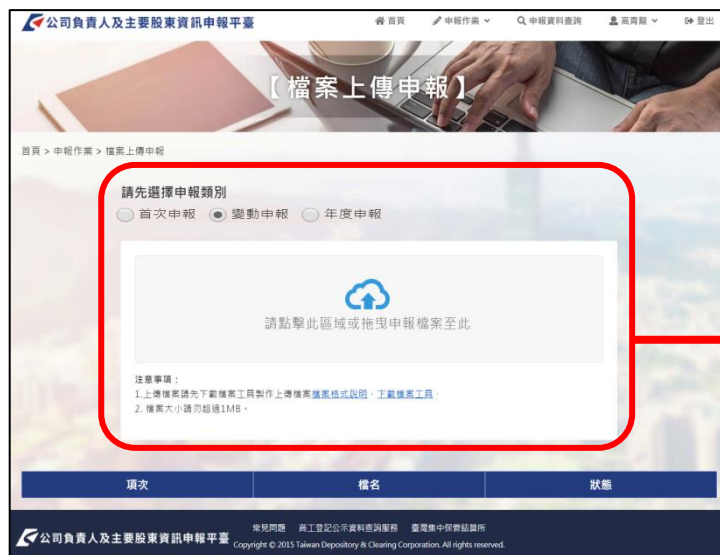 公司負責人及主要股東資訊申報平臺 首頁 申報作業 申報資料查詢 高齊龍 登出
【檔案上傳申報】
首頁 > 申報作業 > 檔案上傳申報
請先選擇申報類別
首次申報 變動申報 年度申報
請點擊此區域或拖曳申報檔案至此
注意事項：
1.上傳檔案請先下載檔案工具製作上傳檔案檔案格式說明、下載檔案工具。
2. 檔案大小請勿超過1MB。
項次 檔名 狀態
公司負責人及主要股東資訊申報平臺 常見問題 商工登記公示資料查詢服務 臺灣集中保管結算所
Copyright © 2015 Taiwan Depository & Clearing Corporation. All rights reserved.